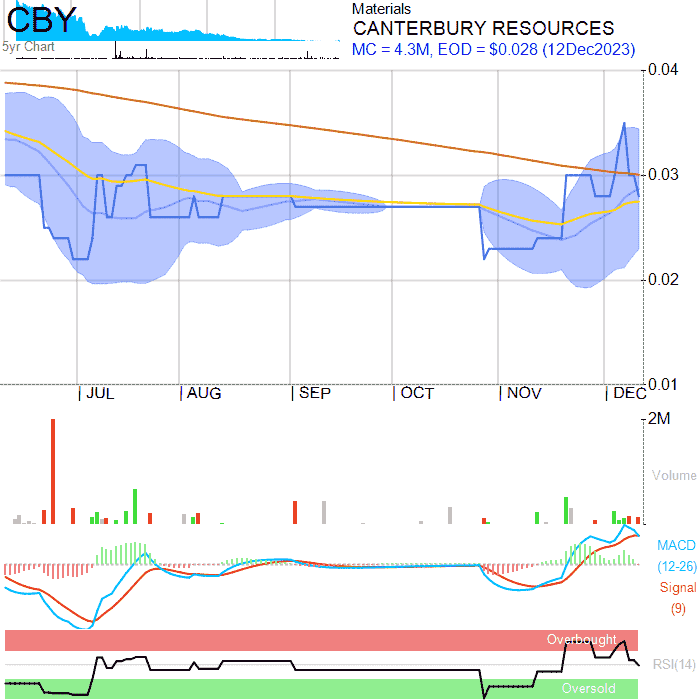 CBY
5yr Chart
Materials
CANTERBURY RESOURCES
MC = 4.3M, EOD = $0.028 (12Dec2023)
0.04
0.03
0.02
0.01
JUL
AUG
SEP
OCT
NOV
DEC
2M
Volume
MACD
(12-26)
Signal
(9)
Overbought
RSI(14)
Oversold